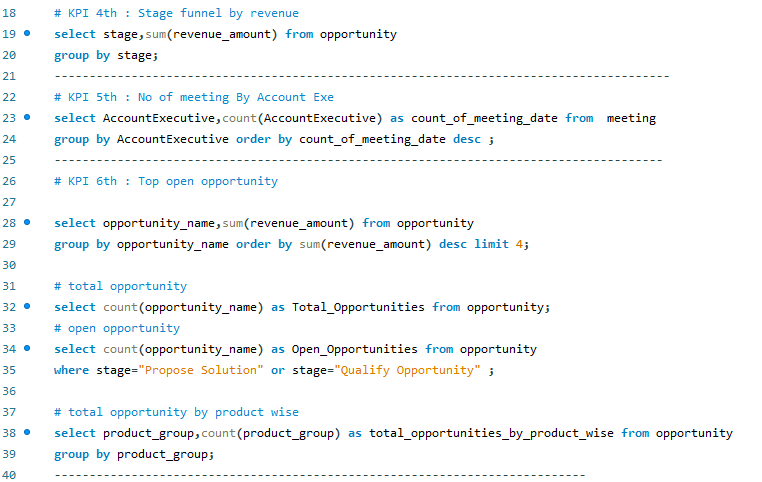 18 # KPI 4th : Stage funnel by revenue
19 select stage,sum(revenue_amount) from opportunity
20 group by stage;
21 ----------------------------------------------------------------------------------------
22 # KPI 5th : No of meeting By Account Exe
23 select AccountExecutive,count(AccountExecutive) as count_of_meeting_date from  meeting
24 group by AccountExecutive order by count_of_meeting_date desc ;
25 ---------------------------------------------------------------------------------------
26 # KPI 6th : Top open opportunity
27
28 select opportunity_name,sum(revenue_amount) from opportunity
29 group by opportunity_name order by sum(revenue_amount) desc limit 4;
30
31 # total opportunity
32 select count(opportunity_name) as Total_Opportunities from opportunity;
33 # open opportunity
34 select count(opportunity_name) as Open_Opportunities from opportunity
35 where stage="Propose Solution" or stage="Qualify Opportunity" ;
36
37 # total opportunity by product wise
38 select product_group,count(product_group) as total_opportunities_by_product_wise from opportunity
39 group by product_group;
40 ----------------------------------------------------------------------------